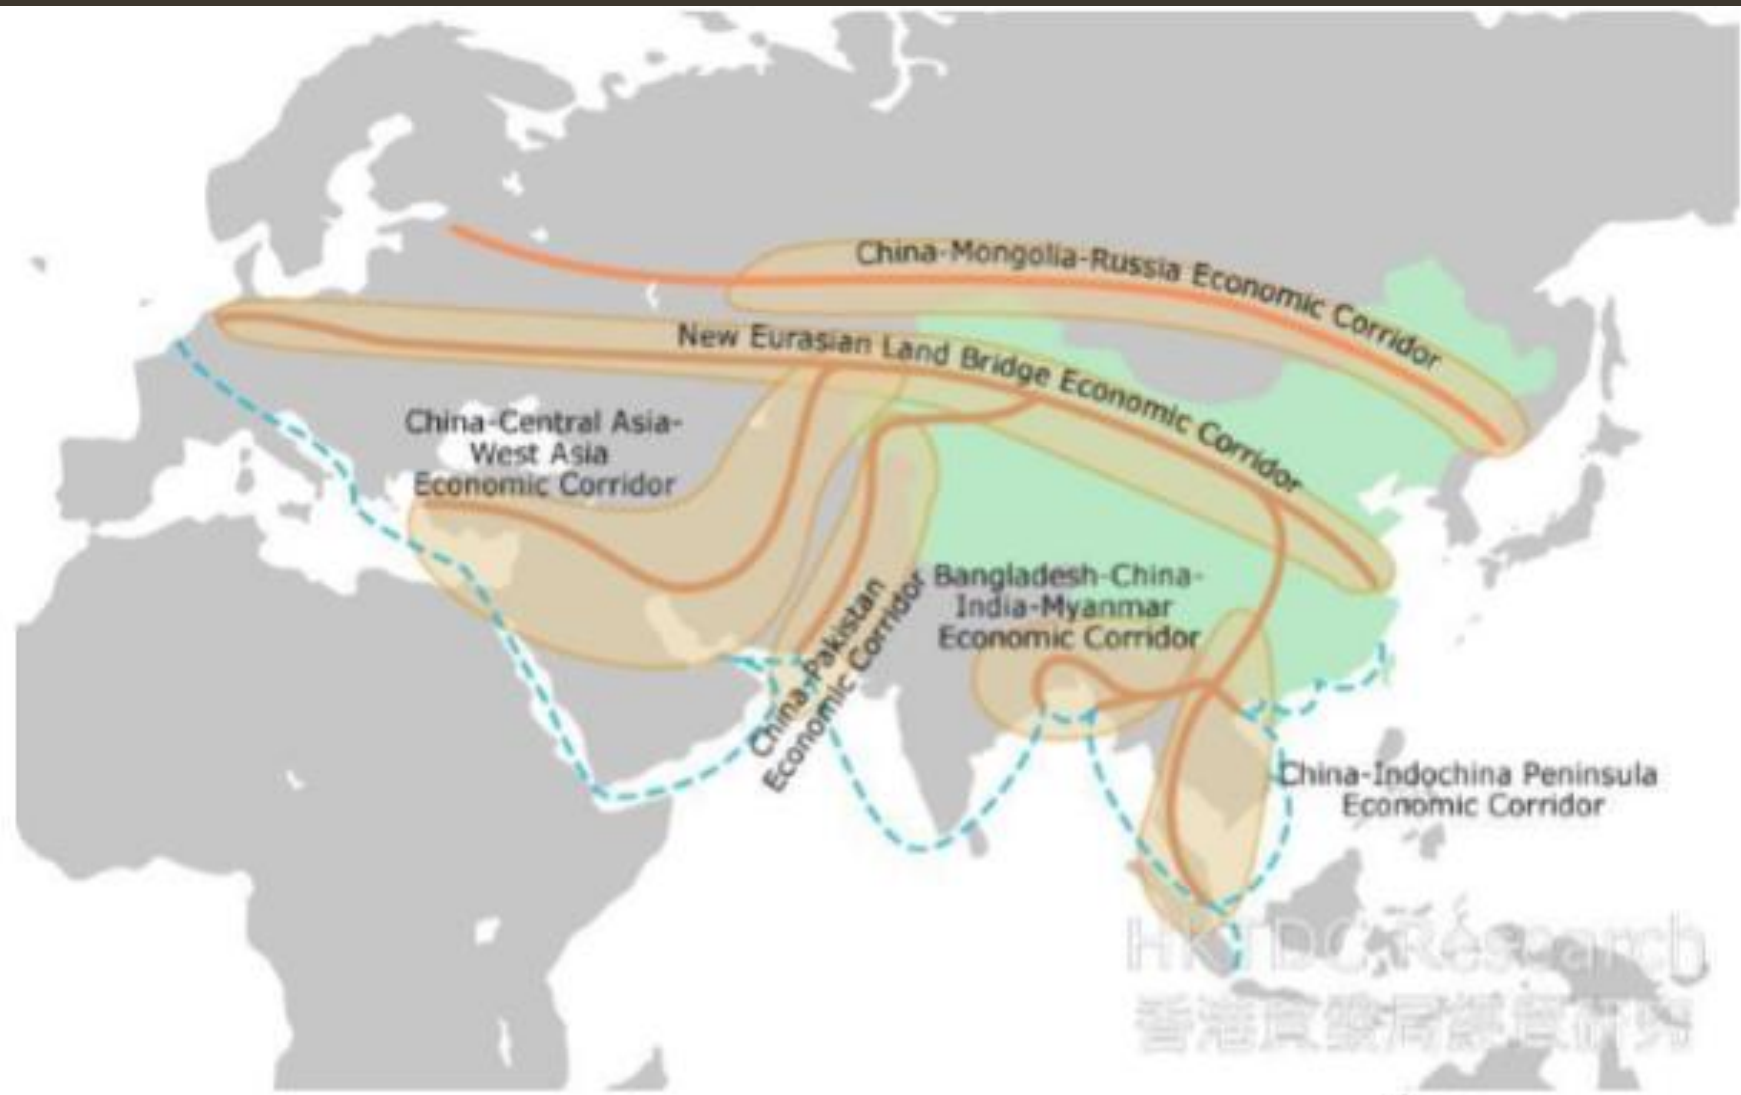 China-Mongolia-Russia Economic Corridor
New Eurasian Land Bridge Economic Corridor
China-Central Asia-
West Asia
Economic Corridor
China-Pakistan
Economic Corridor
Bangladesh-China-
India-Myanmar
Economic Corridor
China-Indochina Peninsula
Economic Corridor
HKTDC Research
香港貿發局經貿研究